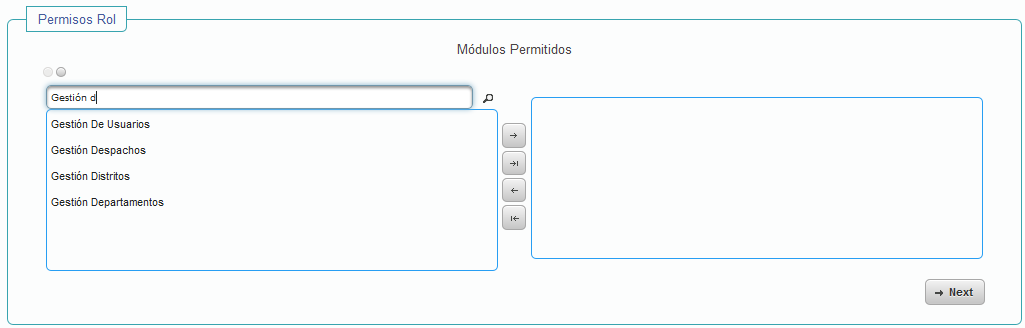 Permisos Rol
Módulos Permitidos
Gestión d
Gestión De Usuarios
Gestión Despachos
Gestión Distritos
Gestión Departamentos
Next